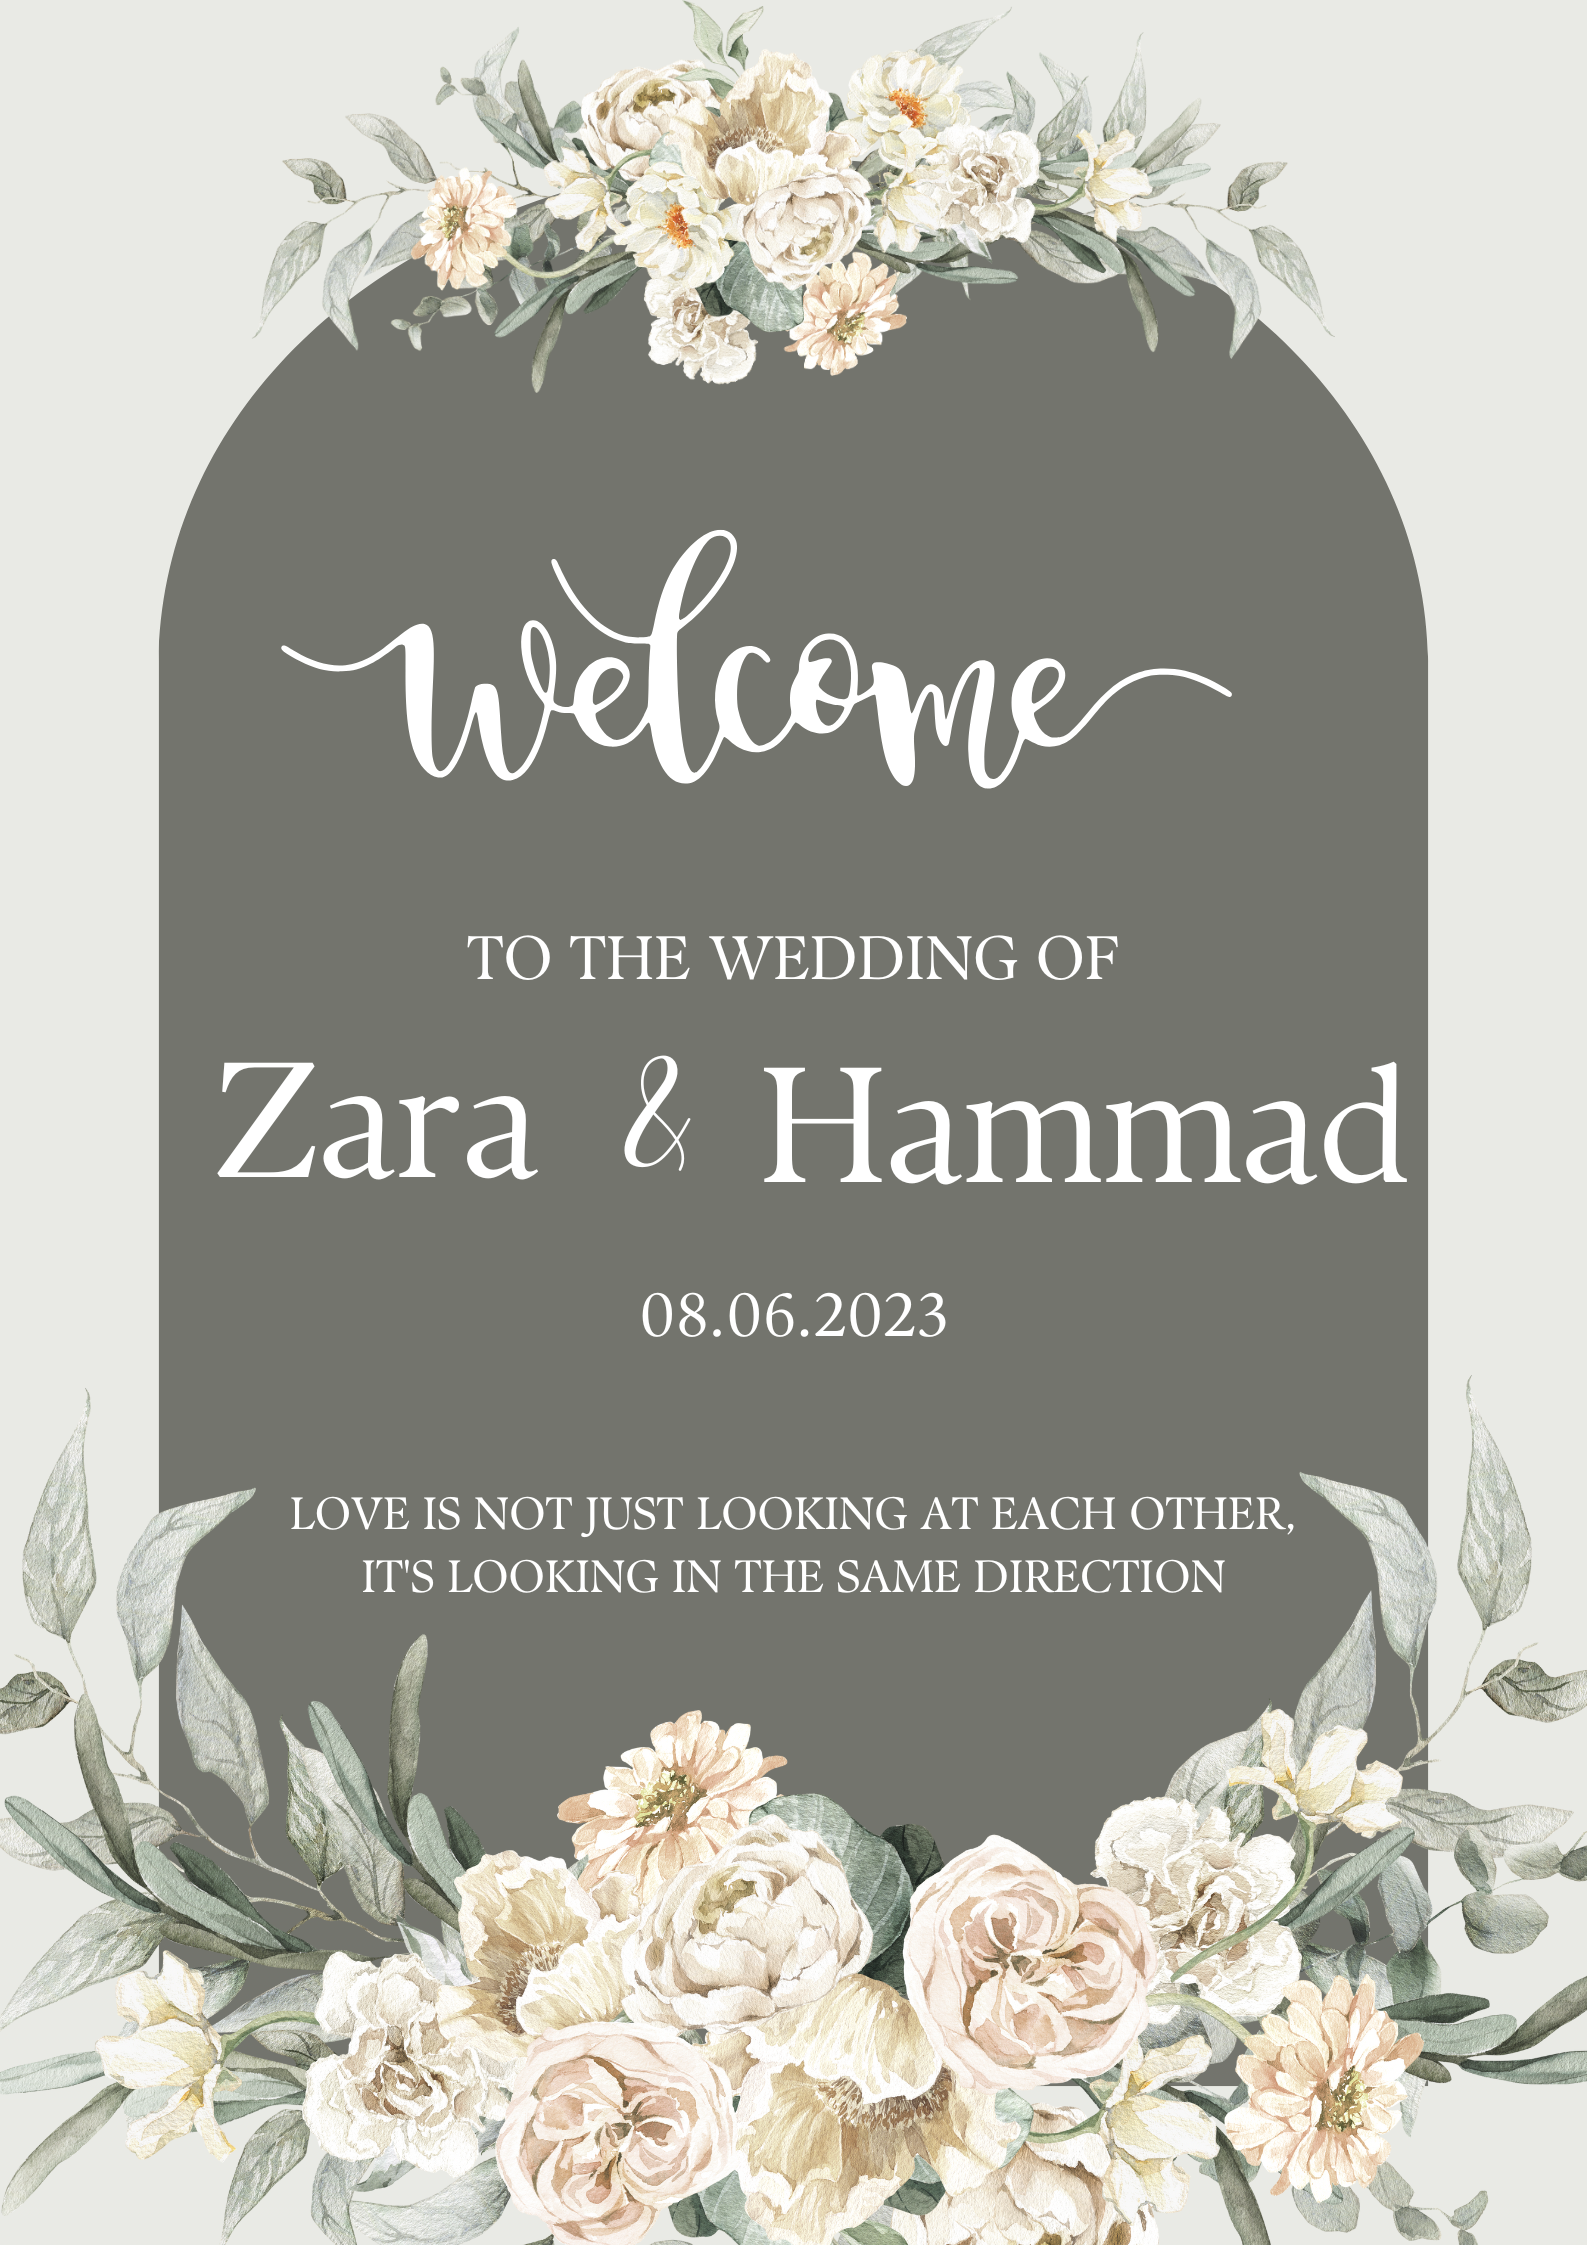 welcome
TO THE WEDDING OF
Zara & Hammad
08.06.2023
LOVE IS NOT JUST LOOKING AT EACH OTHER,
IT'S LOOKING IN THE SAME DIRECTION